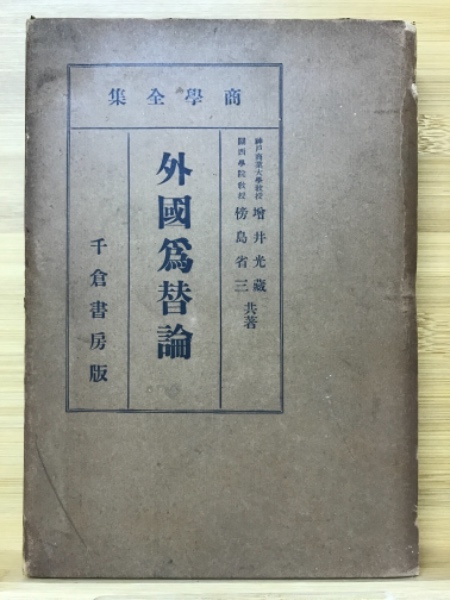 商學全集
神戸商業大學教授 增井光藏
關西學院教授 傍島省三
共著
外國爲替論
千倉書房版